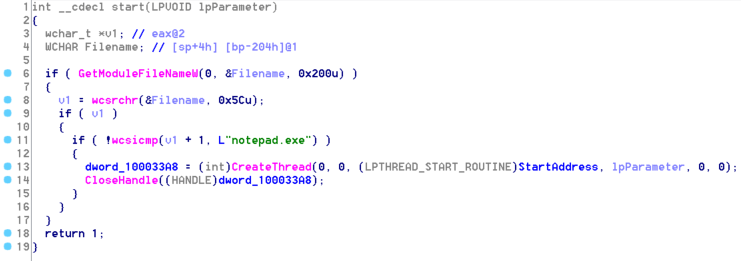 1 int __cdecl start(LPVOID lpParameter)
2 {
3 wchar_t *v1; // eax@2
4 WCHAR Filename; // [sp+4h] [bp-204h]@1
5
6 if ( GetModuleFileNameW(0, &Filename, 0x200u) )
7 {
8 v1 = wcsrchr(&Filename, 0x5Cu);
9 if ( v1 )
10 {
11 if ( !wcsicmp(v1 + 1, L"notepad.exe") )
12 {
13 dword_100033A8 = (int)CreateThread(0, 0, (LPTHREAD_START_ROUTINE)StartAddress, lpParameter, 0, 0);
14 CloseHandle((HANDLE)dword_100033A8);
15 }
16 }
17 }
18 return 1;
19 }